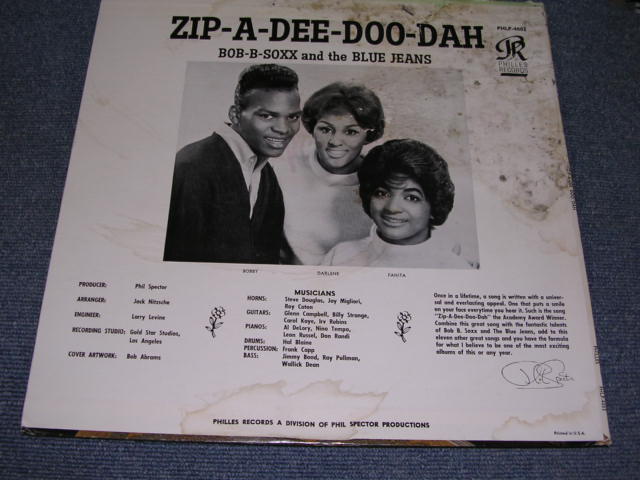 ZIP-A-DEE-DOO-DAH
BOB-B-SOXX and the BLUE JEANS
PHLP-4002
PR
PHILLES
RECORDS
BOBBY DARLENE FANITA
PRODUCER: Phil Spector
ARRANGER: Jack Nitzsche
ENGINEER: Larry Levine
RECORDING STUDIO: Gold Star Studios,
Los Angeles
COVER ARTWORK: Bob Abrams
MUSICIANS
HORNS: Steve Douglas, Jay Migliori,
Roy Caton
GUITARS: Glenn Campbell, Billy Strange,
Carol Kaye, Irv Rubins
PIANOS: Al DeLory, Nino Tempo,
Leon Russel, Don Randi
DRUMS: Hal Blaine
PERCUSSION: Frank Capp
BASS: Jimmy Bond, Ray Pullman,
Wallick Dean
Once in a lifetime, a song is written with a univer-
sal and everlasting appeal. One that puts a smile
on your face everytime you hear it. Such is the song
"Zip-A-Dee-Doo-Dah" the Academy Award Winner.
Combine this great song with the fantastic talents
of Bob B. Soxx and The Blue Jeans, add to this
eleven other great songs and you have the formula
for what I believe to be one of the most exciting
albums of this or any year.
Phil Spector
PHILLES RECORDS A DIVISION OF PHIL SPECTOR PRODUCTIONS
Printed in U.S.A.